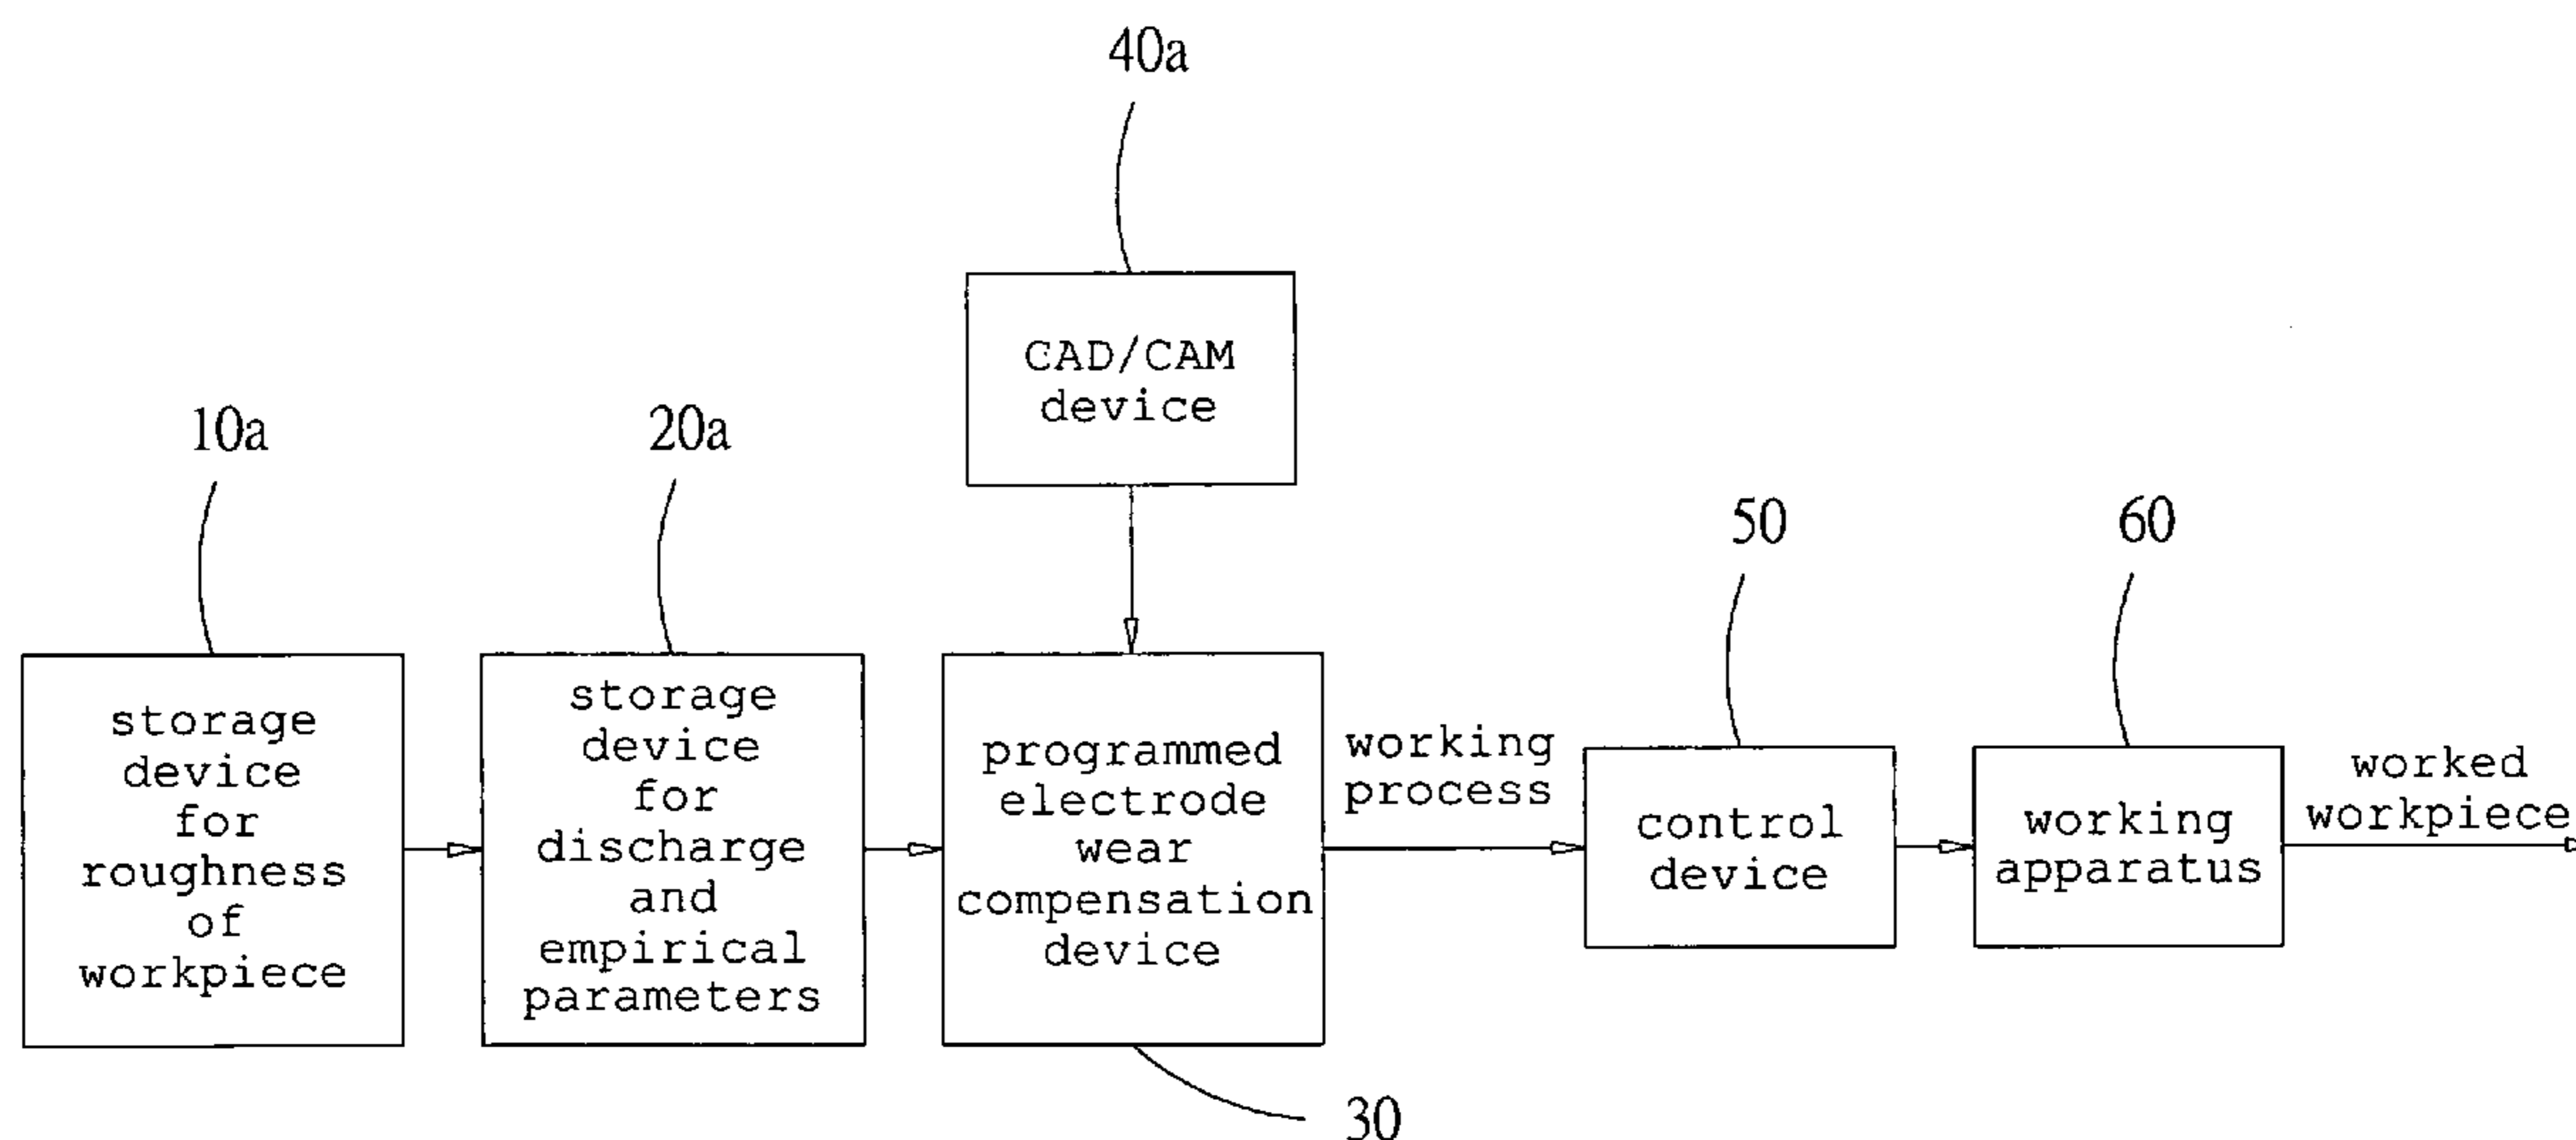 40a
CAD/CAM
device
10a
20a
50
60
storage
device
for
roughness
of
workpiece
storage
device
for
discharge
and
empirical
parameters
programmed
electrode
wear
compensation
device
working
process
control
device
working
apparatus
worked
workpiece
30